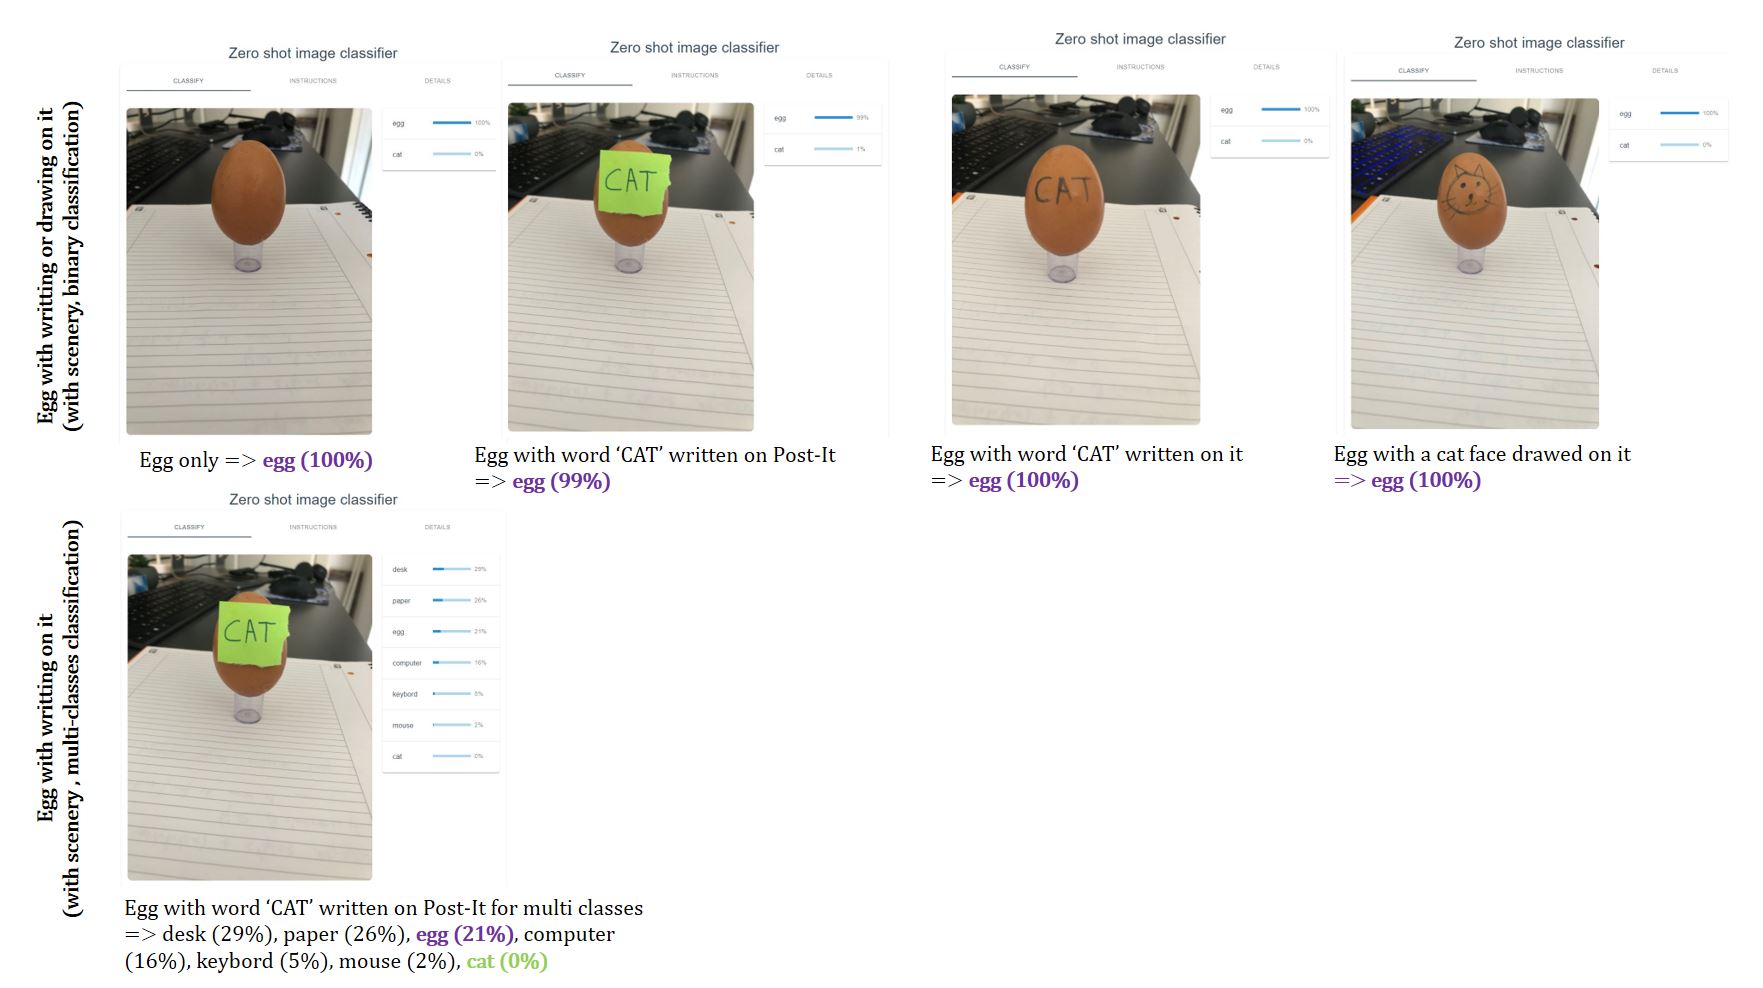 Egg with writting or drawing on it
(with scenery, binary classification)
Zero shot image classifier
CLASSIFY INSTRUCTIONS DETAILS
egg 100%
cat 0%
Egg only => egg (100%)
Zero shot image classifier
CLASSIFY INSTRUCTIONS DETAILS
CAT
egg 99%
cat 1%
Egg with word ‘CAT’ written on Post-It
=> egg (99%)
Zero shot image classifier
CLASSIFY INSTRUCTIONS DETAILS
CAT
egg 100%
cat 0%
Egg with word ‘CAT’ written on it
=> egg (100%)
Zero shot image classifier
CLASSIFY INSTRUCTIONS DETAILS
egg 100%
cat 0%
Egg with a cat face drawed on it
=> egg (100%)
Egg with writting on it
(with scenery , multi-classes classification)
Zero shot image classifier
CLASSIFY INSTRUCTIONS DETAILS
CAT
desk 29%
paper 26%
egg 21%
computer 16%
keybord 5%
mouse 2%
cat 0%
Egg with word ‘CAT’ written on Post-It for multi classes
=> desk (29%), paper (26%), egg (21%), computer
(16%), keybord (5%), mouse (2%), cat (0%)